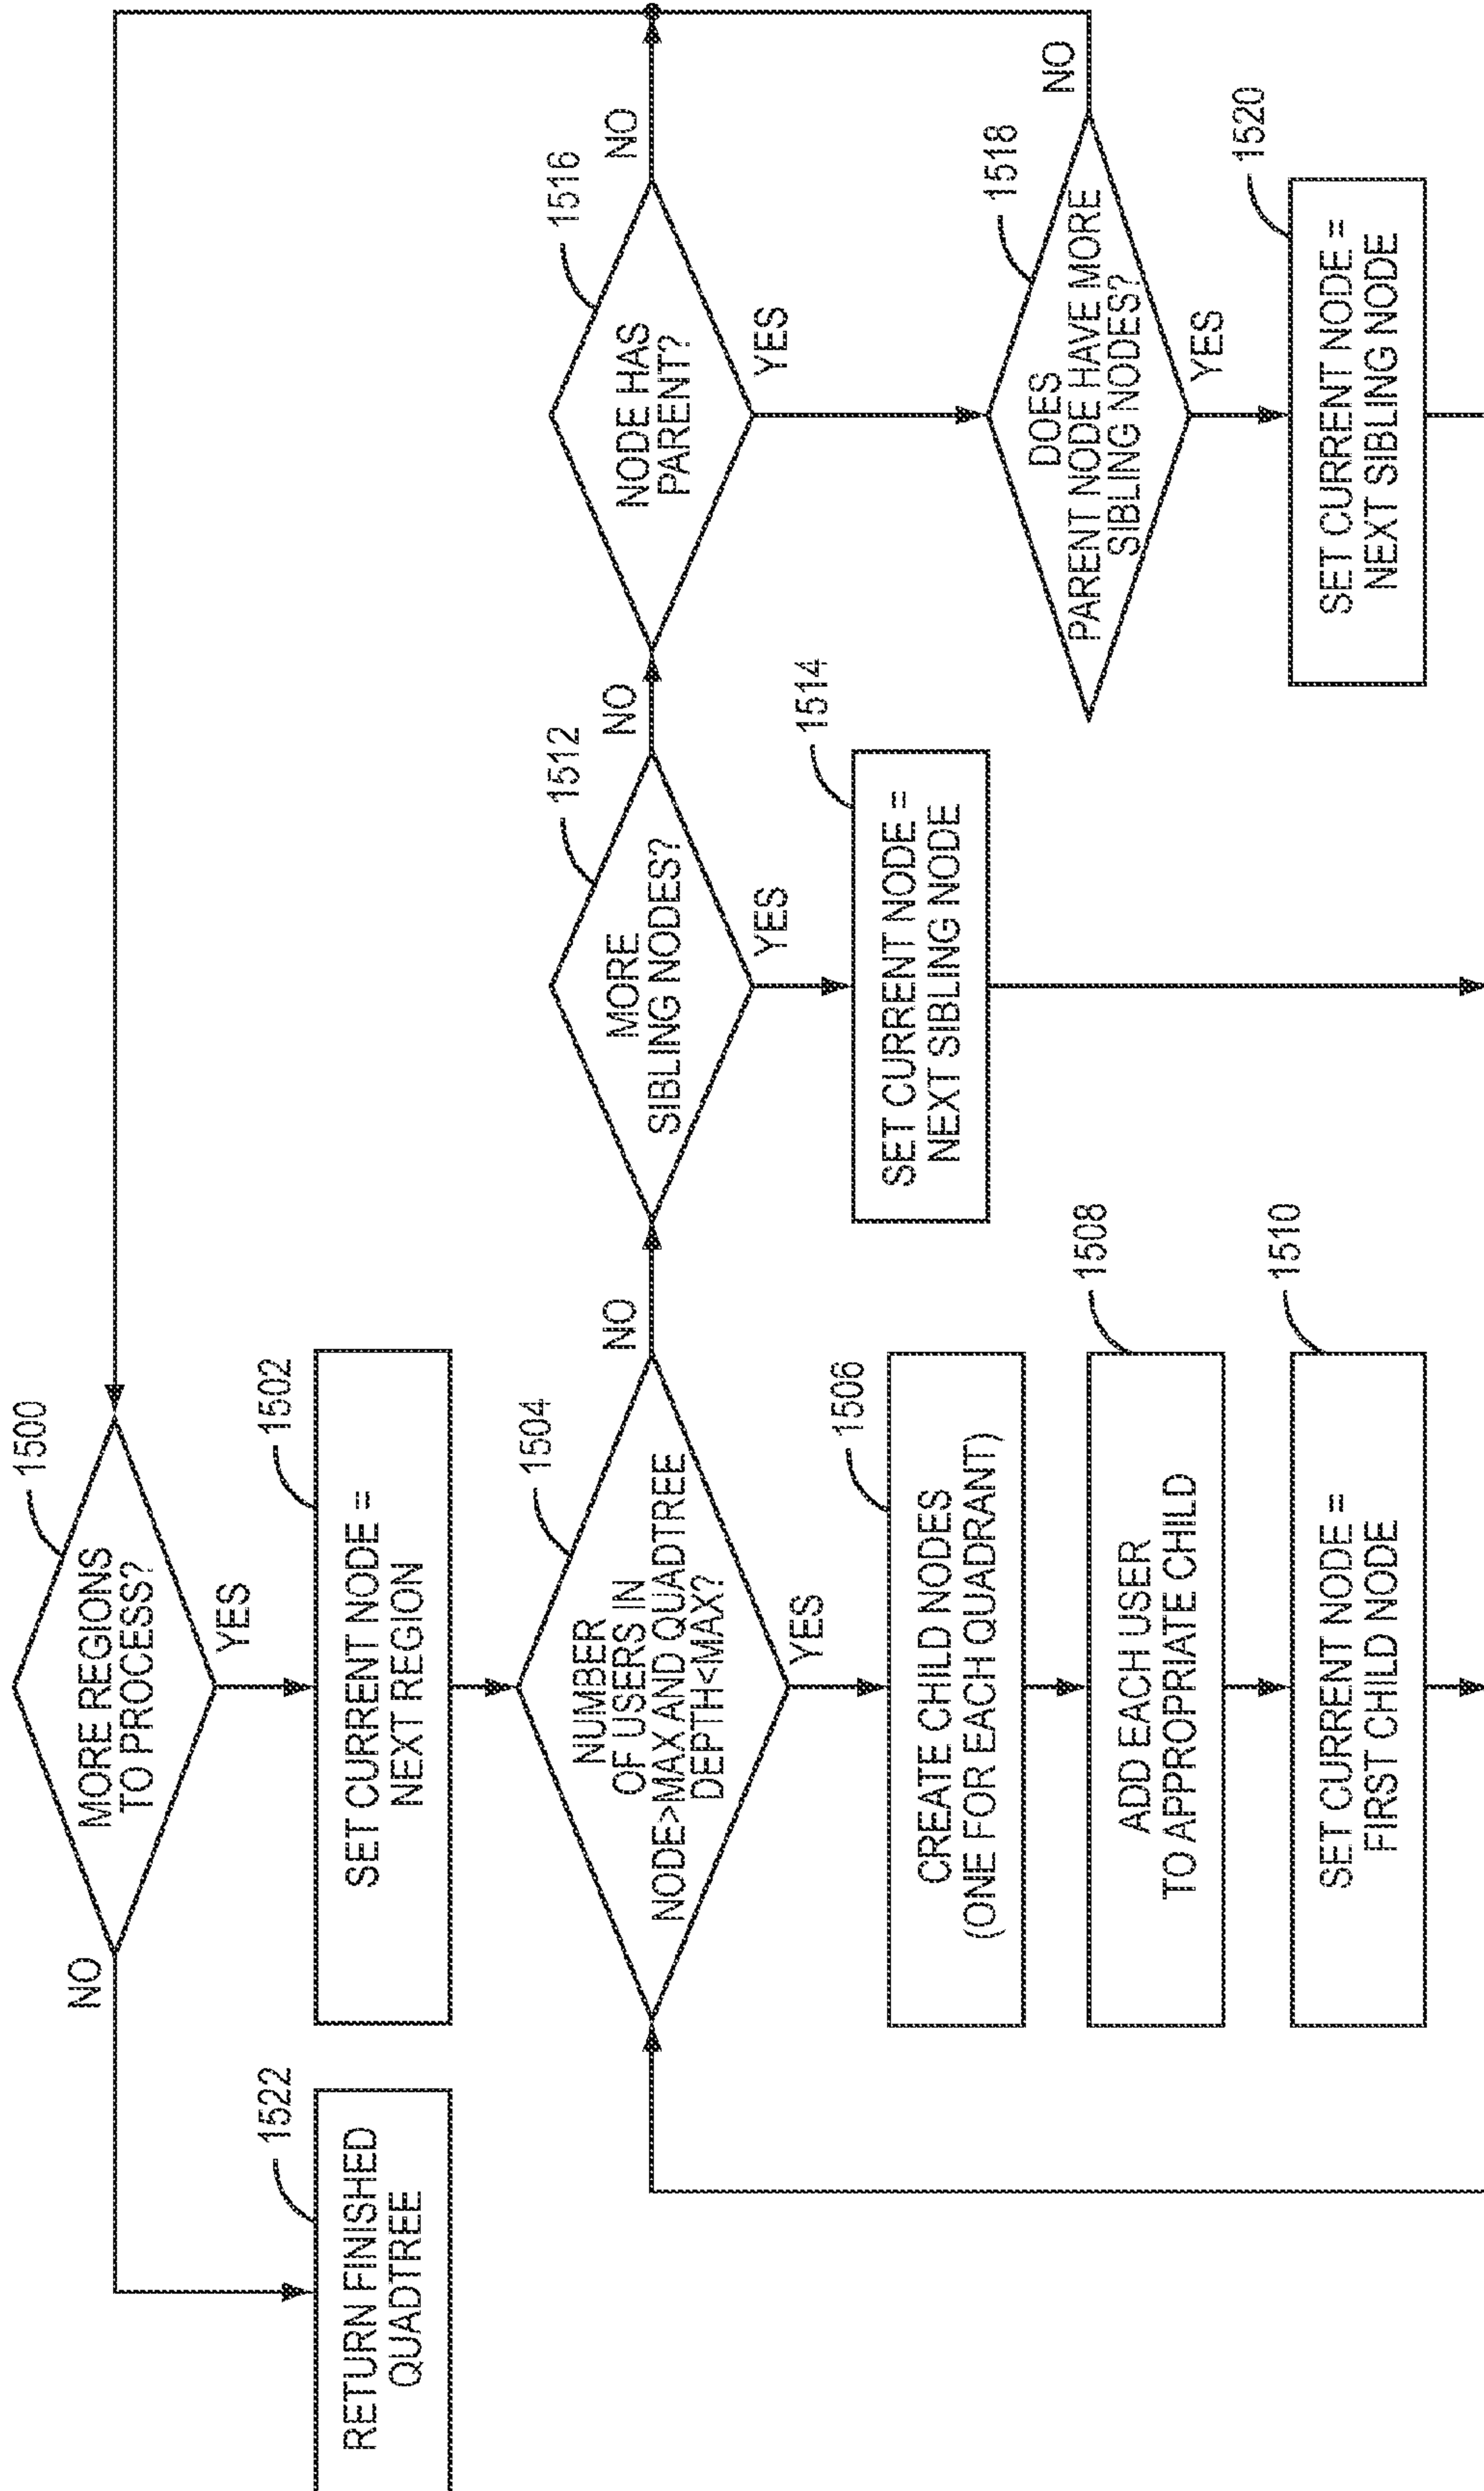 1500
MORE REGIONS
TO PROCESS?
NO
YES
1522
RETURN FINISHED
QUADTREE
1502
SET CURRENT NODE =
NEXT REGION
1504
NUMBER
OF USERS IN
NODE>MAX AND QUADTREE
DEPTH<MAX?
NO
YES
1512
MORE
SIBLING NODES?
NO
YES
1516
NODE HAS
PARENT?
NO
YES
1506
CREATE CHILD NODES
(ONE FOR EACH QUADRANT)
1514
SET CURRENT NODE =
NEXT SIBLING NODE
1518
DOES
PARENT NODE HAVE MORE
SIBLING NODES?
NO
YES
1508
ADD EACH USER
TO APPROPRIATE CHILD
1510
SET CURRENT NODE =
FIRST CHILD NODE
1520
SET CURRENT NODE =
NEXT SIBLING NODE